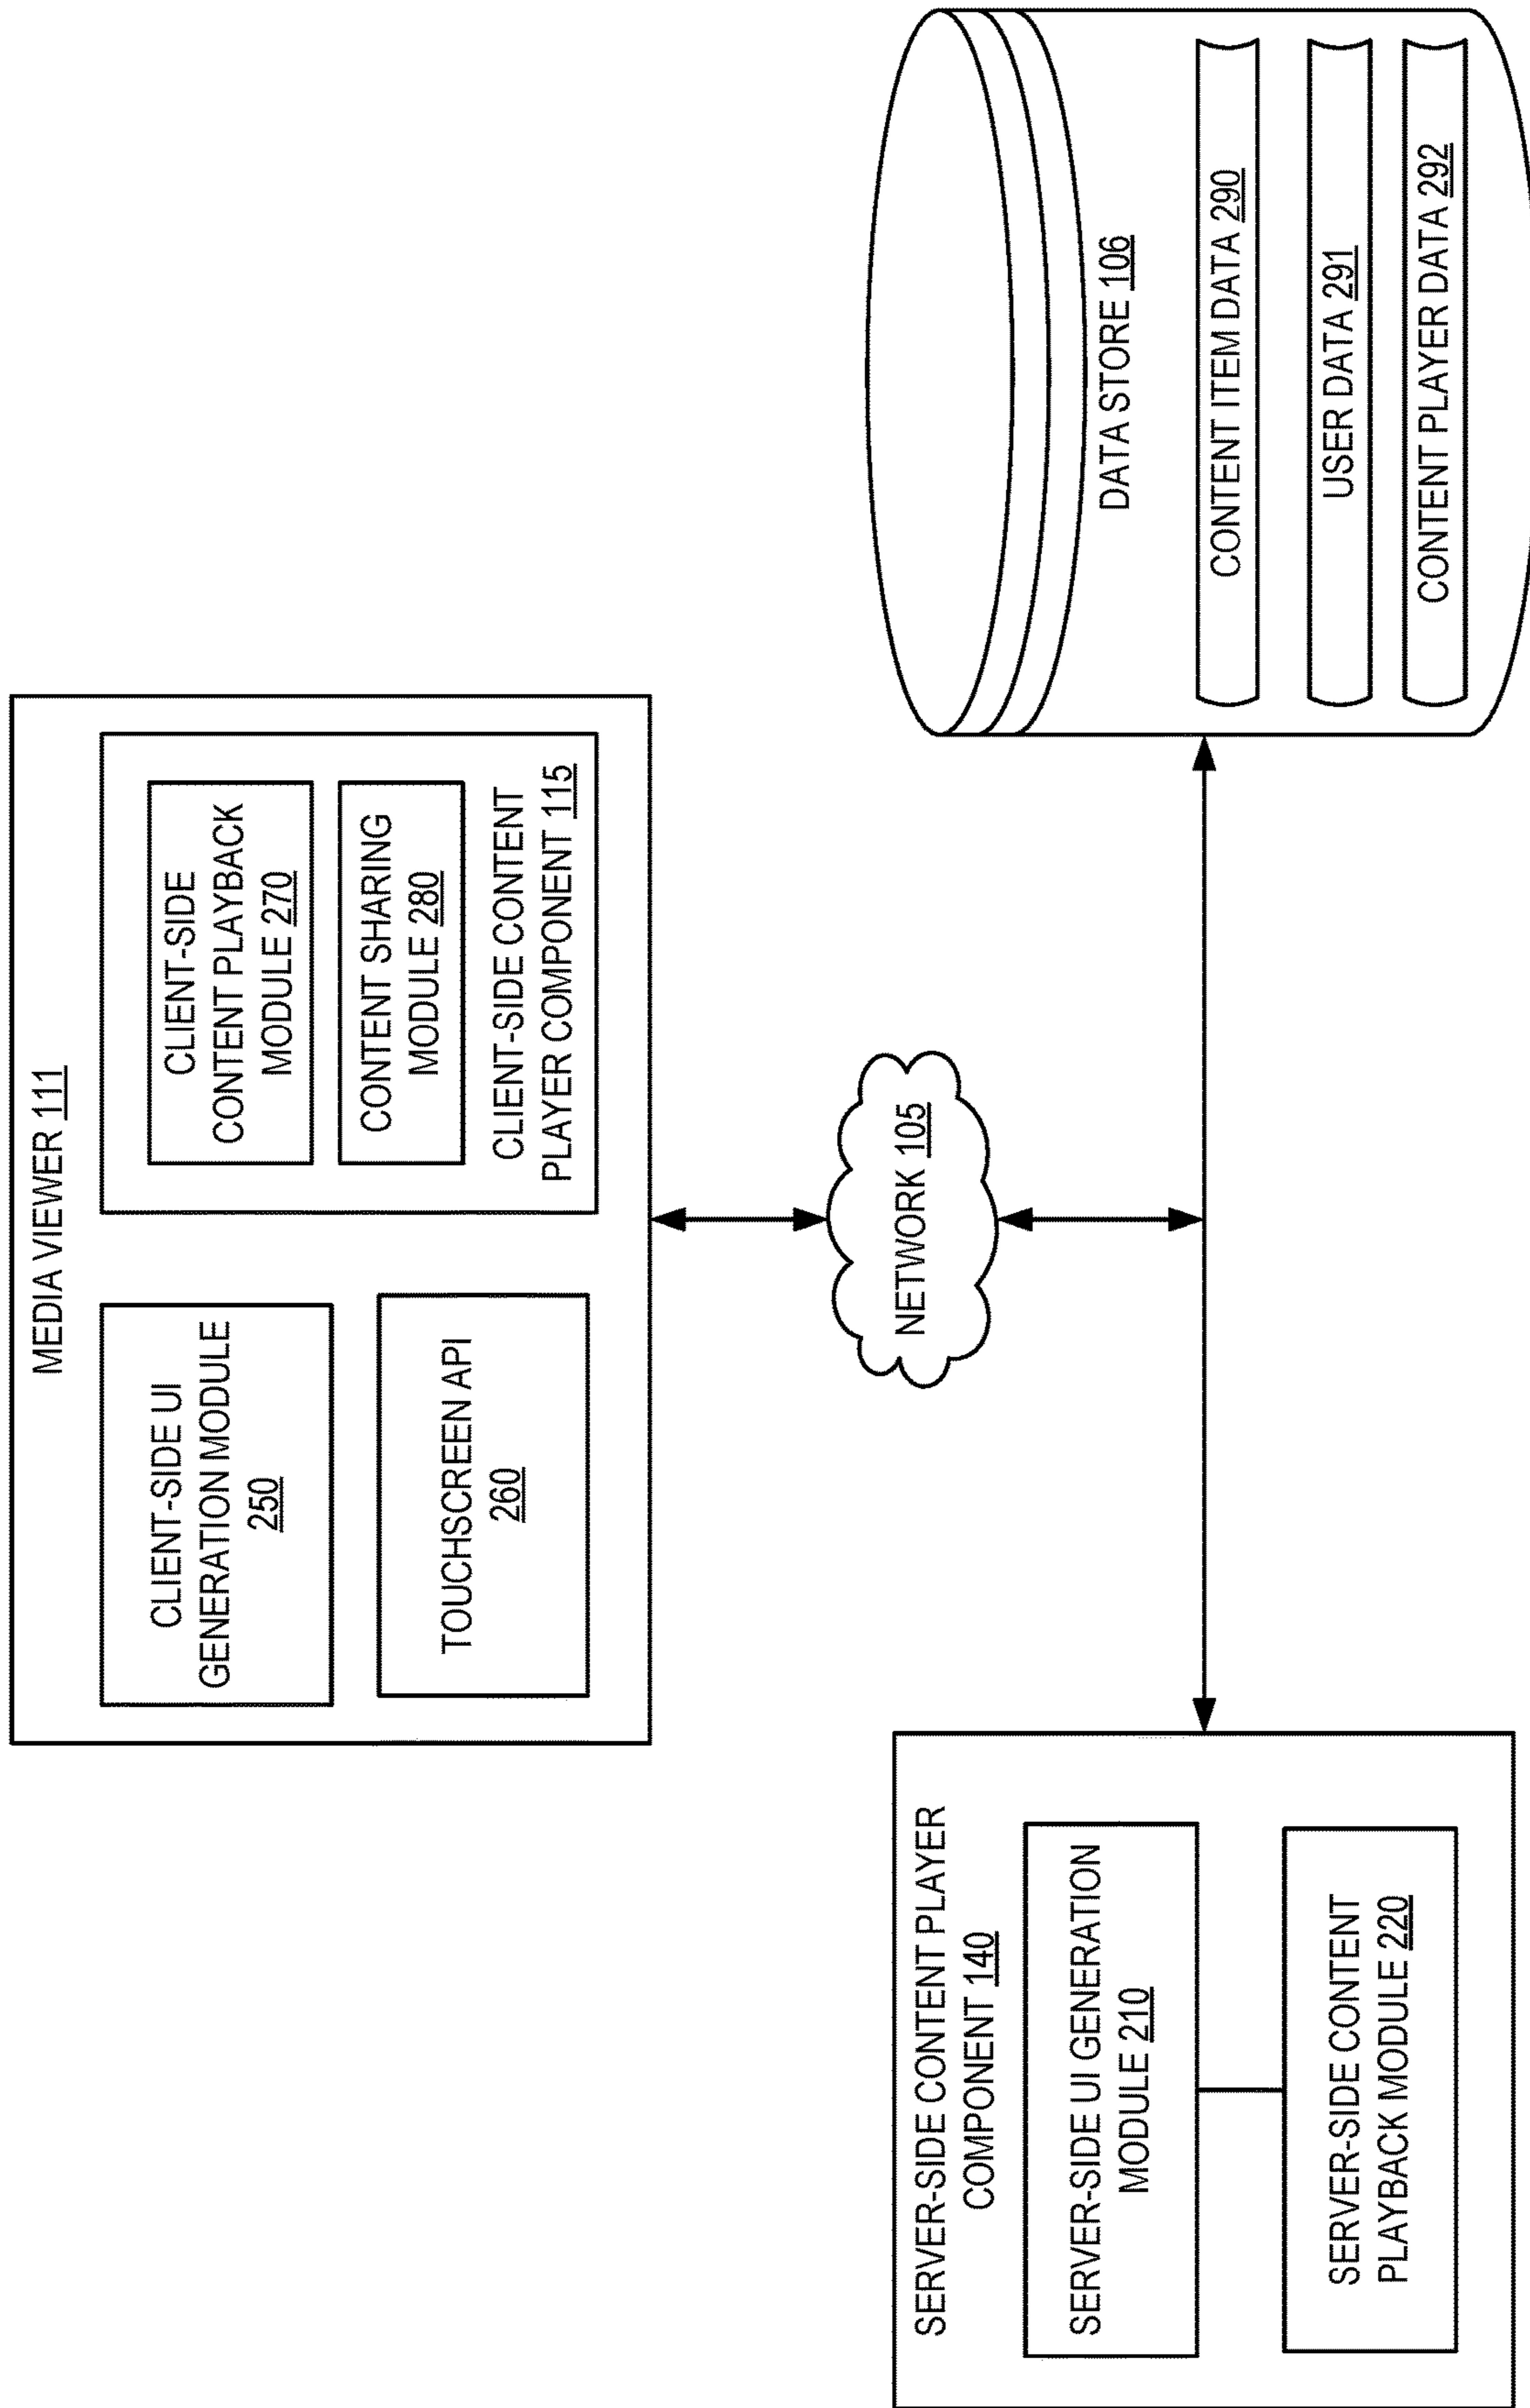 MEDIA VIEWER 111
CLIENT-SIDE UI
GENERATION MODULE
250
TOUCHSCREEN API
260
CLIENT-SIDE
CONTENT PLAYBACK
MODULE 270
CONTENT SHARING
MODULE 280
CLIENT-SIDE CONTENT
PLAYER COMPONENT 115
NETWORK 105
SERVER-SIDE CONTENT PLAYER
COMPONENT 140
SERVER-SIDE UI GENERATION
MODULE 210
SERVER-SIDE CONTENT
PLAYBACK MODULE 220
DATA STORE 106
CONTENT ITEM DATA 290
USER DATA 291
CONTENT PLAYER DATA 292